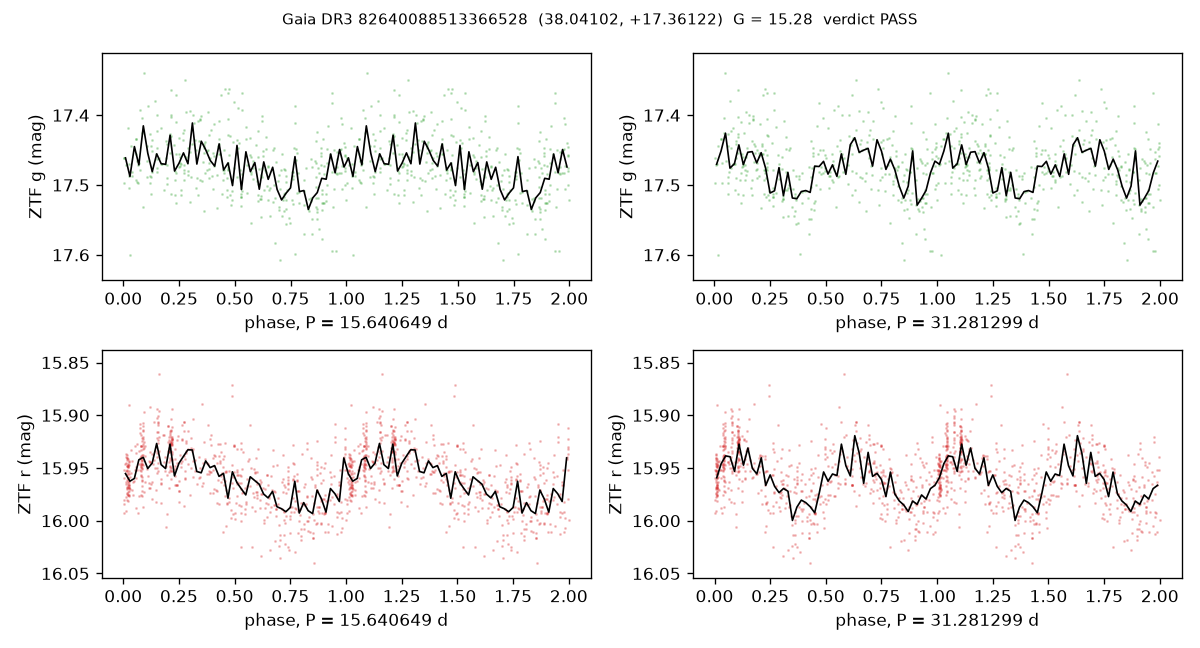 Gaia DR3 82640088513366528  (38.04102, +17.36122)  G = 15.28  verdict PASS
ZTF g (mag)
17.4
17.5
17.6
0.00 0.25 0.50 0.75 1.00 1.25 1.50 1.75 2.00
phase, P = 15.640649 d
ZTF g (mag)
17.4
17.5
17.6
0.00 0.25 0.50 0.75 1.00 1.25 1.50 1.75 2.00
phase, P = 31.281299 d
ZTF r (mag)
15.85
15.90
15.95
16.00
16.05
0.00 0.25 0.50 0.75 1.00 1.25 1.50 1.75 2.00
phase, P = 15.640649 d
ZTF r (mag)
15.85
15.90
15.95
16.00
16.05
0.00 0.25 0.50 0.75 1.00 1.25 1.50 1.75 2.00
phase, P = 31.281299 d